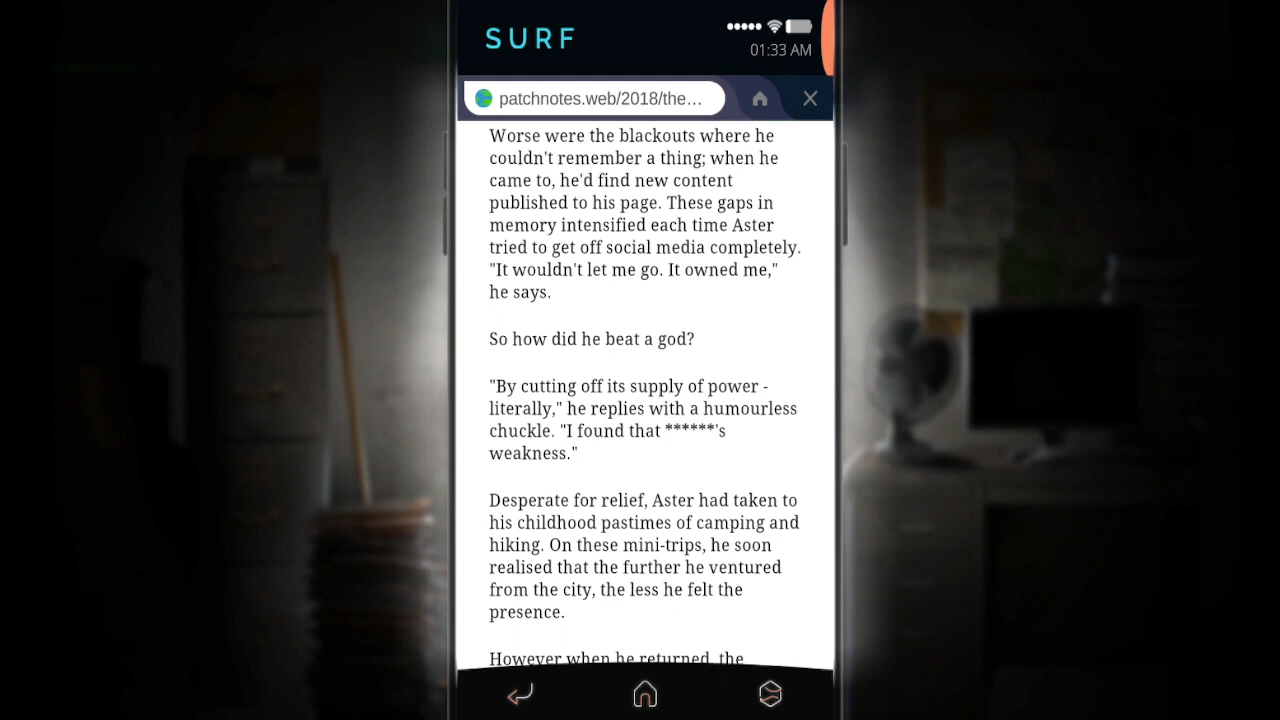 SURF
01:33 AM
patchnotes.web/2018/the...
Worse were the blackouts where he
couldn't remember a thing; when he
came to, he'd find new content
published to his page. These gaps in
memory intensified each time Aster
tried to get off social media completely.
"It wouldn't let me go. It owned me,"
he says.
So how did he beat a god?
"By cutting off its supply of power -
literally," he replies with a humourless
chuckle. "I found that ******'s
weakness."
Desperate for relief, Aster had taken to
his childhood pastimes of camping and
hiking. On these mini-trips, he soon
realised that the further he ventured
from the city, the less he felt the
presence.
However when he returned, the